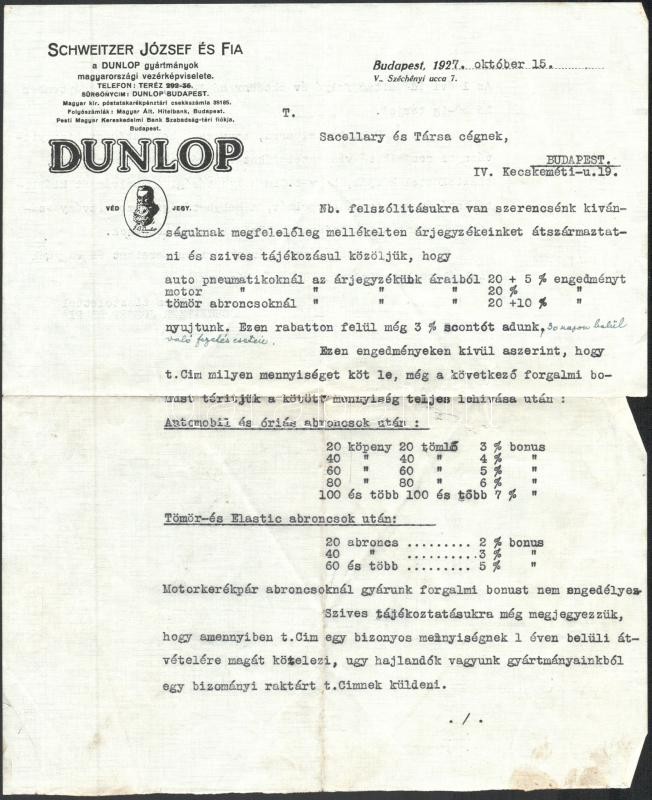 SCHWEITZER JÓZSEF ÉS FIA
a DUNLOP gyártmányok
magyarországi vezérképviselete.
TELEFON: TERÉZ 292-36.
SÜRGÖNYCIM: DUNLOP BUDAPEST.
Magyar kir. póstatakarékpénztári csekkszámla 35165.
Folyószámlák: Magyar Ált. Hitelbank, Budapest.
Pesti Magyar Kereskedelmi Bank Szabadság-téri fiókja,
Budapest.
DUNLOP
VÉD JEGY.
Budapest, 1927. október 15.
V., Széchényi ucca 7.
T.
Sacellary és Társa cégnek,
BUDAPEST.
IV. Kecskeméti-u.19.
Nb. felszólitásukra van szerencsénk kiván-
ságuknak megfelelőleg mellékelten árjegyzékeinket átszármaztat-
ni és szives tájékozásul közöljük, hogy
auto pneumatikoknál az árjegyzékünk áraiból 20 + 5 % engedményt
motor " " " " 20 % "
tömör abroncsoknál " " " 20 +10 % "
nyujtunk. Ezen rabatton felül még 3 % scontót adunk, 30 napon belül
való fizetés esetén.
Ezen engedményeken kivül aszerint, hogy
t.Cim milyen mennyiséget köt le, még a következő forgalmi bo-
nust téritjük a kötött mennyiség teljes lehivása után :
Automobil és óriás abroncsok után :
20 köpeny 20 tömlő 3 % bonus
40 " 40 " 4 % "
60 " 60 " 5 % "
80 " 80 " 6 % "
100 és több 100 és több 7 % "
Tömör-és Elastic abroncsok után:
20 abroncs ......... 2 % bonus
40 " ..........3 % "
60 és több ......... 5 % "
Motorkerékpár abroncsoknál gyárunk forgalmi bonust nem engedélyez.
Szives tájékoztatásukra még megjegyezzük,
hogy amennyiben t.Cim egy bizonyos mennyiségnek 1 éven belüli át-
vételére magát kötelezi, ugy hajlandók vagyunk gyártmányainkból
egy bizományi raktárt t.Cimnek küldeni.
./.